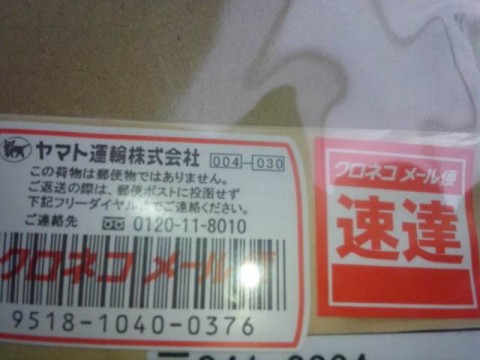 ヤマト運輸株式会社 004-030
この荷物は郵便物ではありません。
ご返送の際は、郵便ポストに投函せず
下記フリーダイヤルまでご連絡ください。
ご連絡先 0120-11-8010
クロネコ メール便
9518-1040-0376
クロネコ メール便
速達